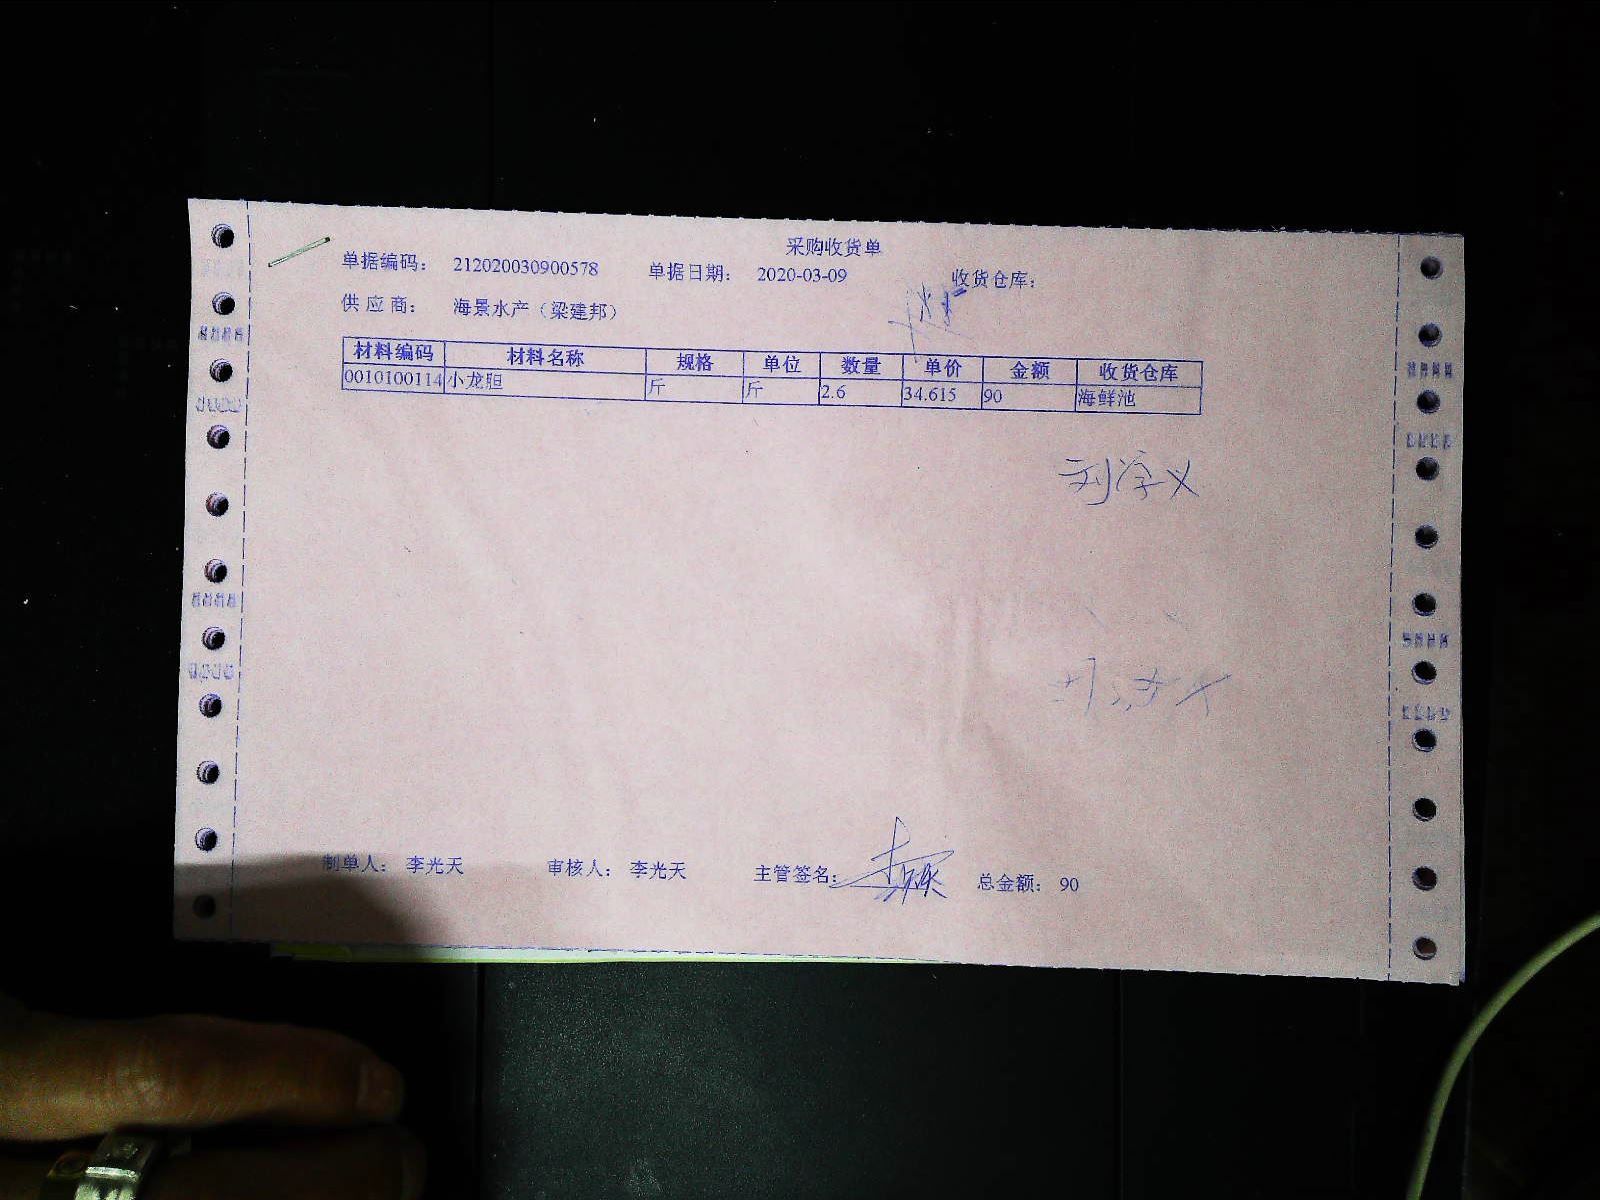 采购收货单
单据编码: 212020030900578 单据日期: 2020-03-09 收货仓库:
供应商: 海景水产(梁建邦)
材料编码 材料名称 规格 单位 数量 单价 金额 收货仓库
0010100114 小龙胆 斤 斤 2.6 34.615 90 海鲜池
刘学义
制单人: 李光天 审核人: 李光天 主管签名: 总金额: 90